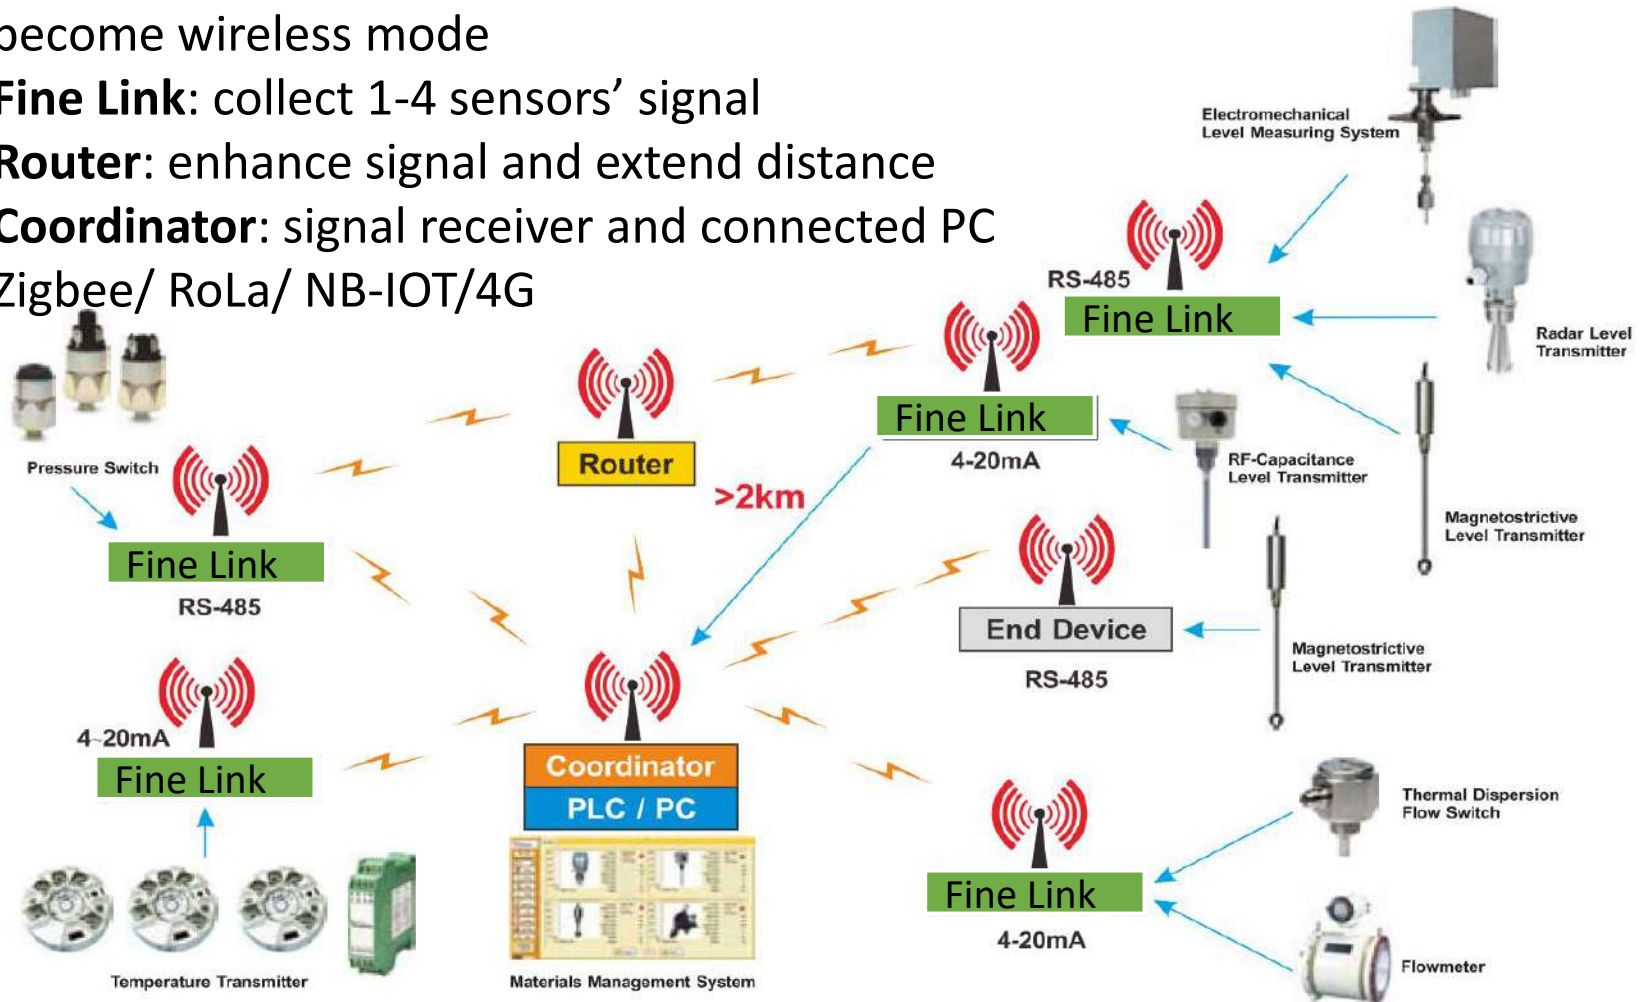 become wireless mode
Fine Link: collect 1-4 sensors’ signal
Router: enhance signal and extend distance
Coordinator: signal receiver and connected PC
Zigbee/ RoLa/ NB-IOT/4G
Electromechanical
Level Measuring System
RS-485
Fine Link
Radar Level
Transmitter
Fine Link
4-20mA
RF-Capacitance
Level Transmitter
Magnetostrictive
Level Transmitter
Router
>2km
Pressure Switch
Fine Link
RS-485
End Device
RS-485
Magnetostrictive
Level Transmitter
4~20mA
Fine Link
Temperature Transmitter
Coordinator
PLC / PC
Materials Management System
Fine Link
4-20mA
Thermal Dispersion
Flow Switch
Flowmeter